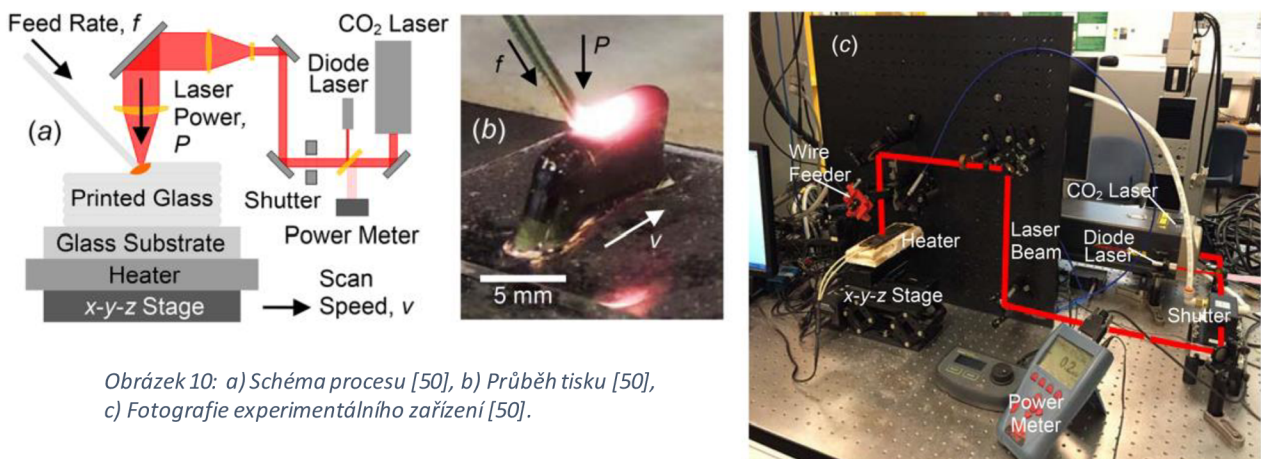 Feed Rate, f
CO2 Laser
Diode
Laser
Laser
Power,
P
(a)
Shutter
Power Meter
Printed Glass
Glass Substrate
Heater
x-y-z Stage
Scan
Speed, v
f
P
(b)
v
5 mm
(c)
Wire
Feeder
CO2 Laser
Heater
Laser
Beam
Diode
Laser
x-y-z Stage
Shutter
0.2
Power
Meter
Obrázek 10: a) Schéma procesu [50], b) Průběh tisku [50],
c) Fotografie experimentálního zařízení [50].